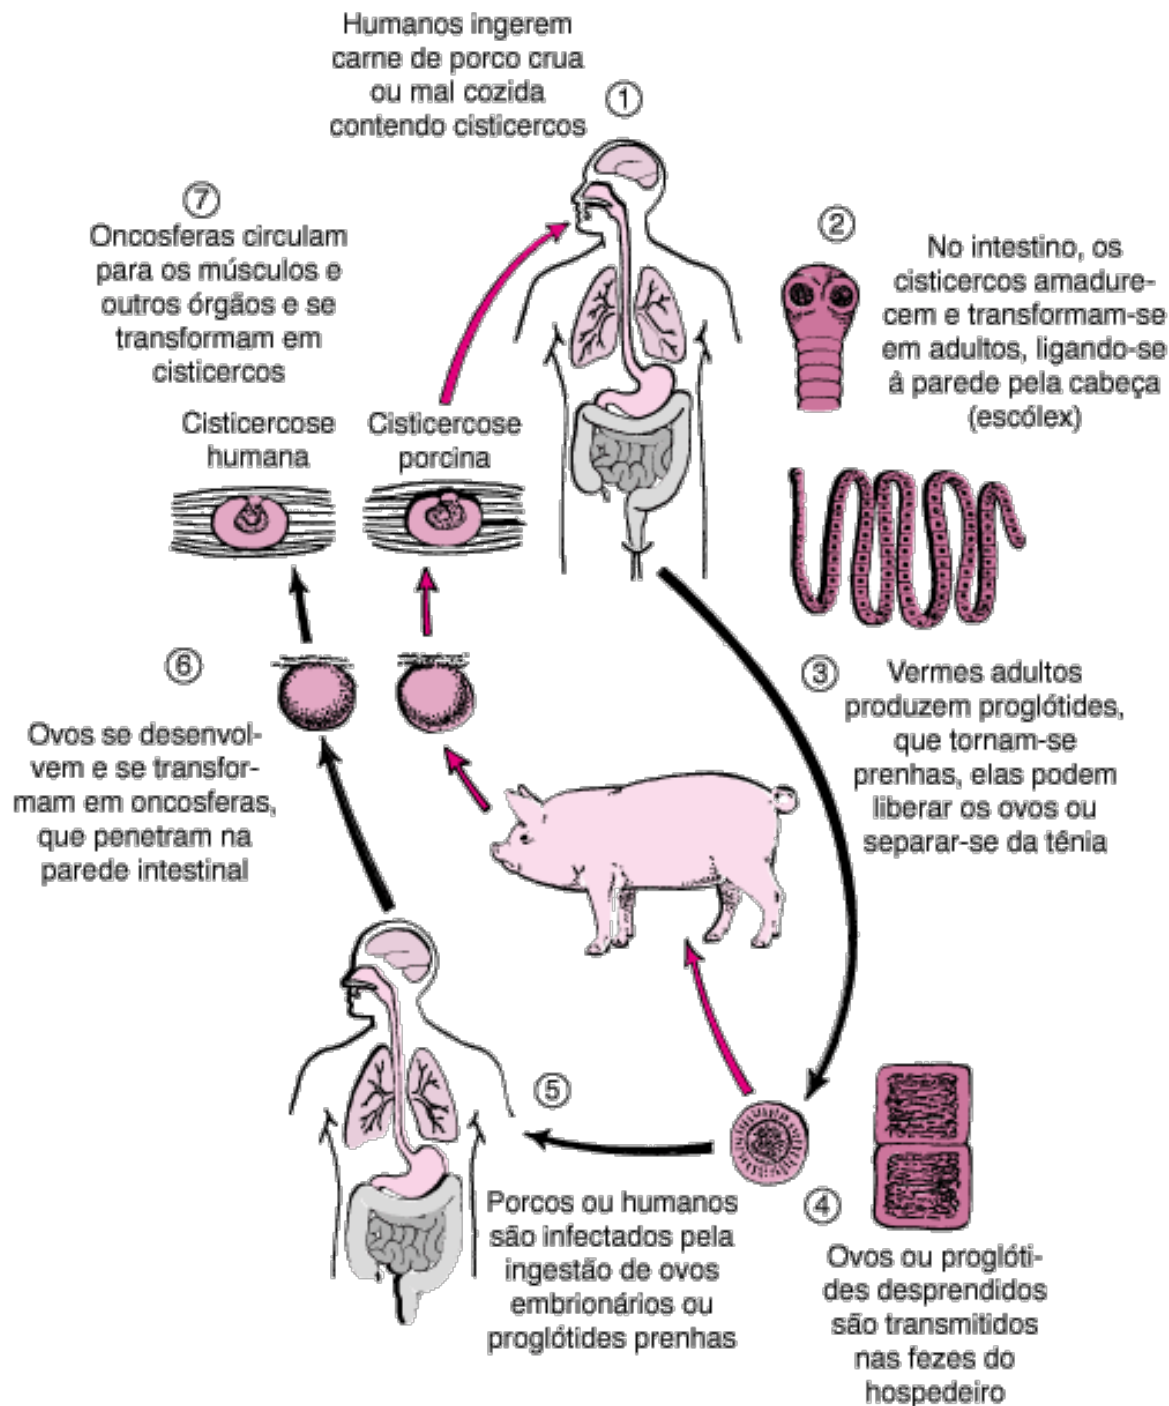 Humanos ingerem
carne de porco crua
ou mal cozida
contendo cisticercos
1
2
No intestino, os
cisticercos amadure-
cem e transformam-se
em adultos, ligando-se
á parede pela cabeça
(escólex)
3
Vermes adultos
produzem proglótides,
que tornam-se
prenhas, elas podem
liberar os ovos ou
separar-se da tênia
4
Ovos ou proglóti-
des desprendidos
são transmitidos
nas fezes do
hospedeiro
5
Porcos ou humanos
são infectados pela
ingestão de ovos
embrionários ou
proglótides prenhas
6
Ovos se desenvol-
vem e se transfor-
mam em oncosferas,
que penetram na
parede intestinal
7
Oncosferas circulam
para os músculos e
outros órgãos e se
transformam em
cisticercos
Cisticercose
humana
Cisticercose
porcina